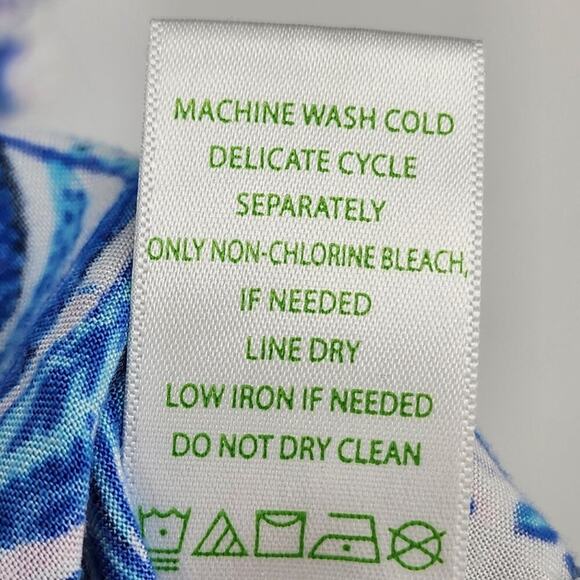 MACHINE WASH COLD
DELICATE CYCLE
SEPARATELY
ONLY NON-CHLORINE BLEACH,
IF NEEDED
LINE DRY
LOW IRON IF NEEDED
DO NOT DRY CLEAN